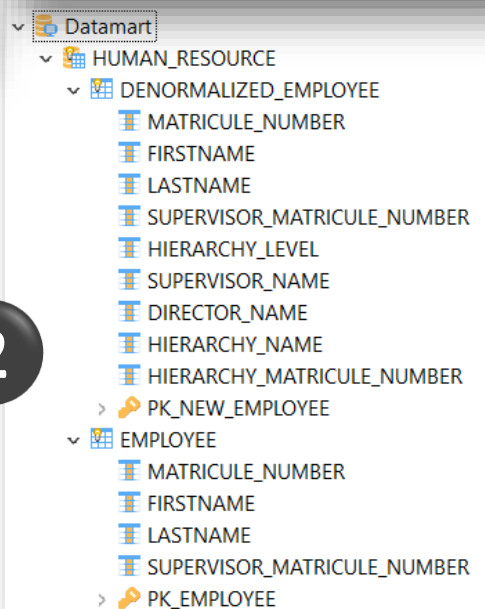 Datamart
HUMAN_RESOURCE
DENORMALIZED_EMPLOYEE
MATRICULE_NUMBER
FIRSTNAME
LASTNAME
SUPERVISOR_MATRICULE_NUMBER
HIERARCHY_LEVEL
SUPERVISOR_NAME
DIRECTOR_NAME
2
HIERARCHY_NAME
HIERARCHY_MATRICULE_NUMBER
PK_NEW_EMPLOYEE
EMPLOYEE
MATRICULE_NUMBER
FIRSTNAME
LASTNAME
SUPERVISOR_MATRICULE_NUMBER
PK_EMPLOYEE